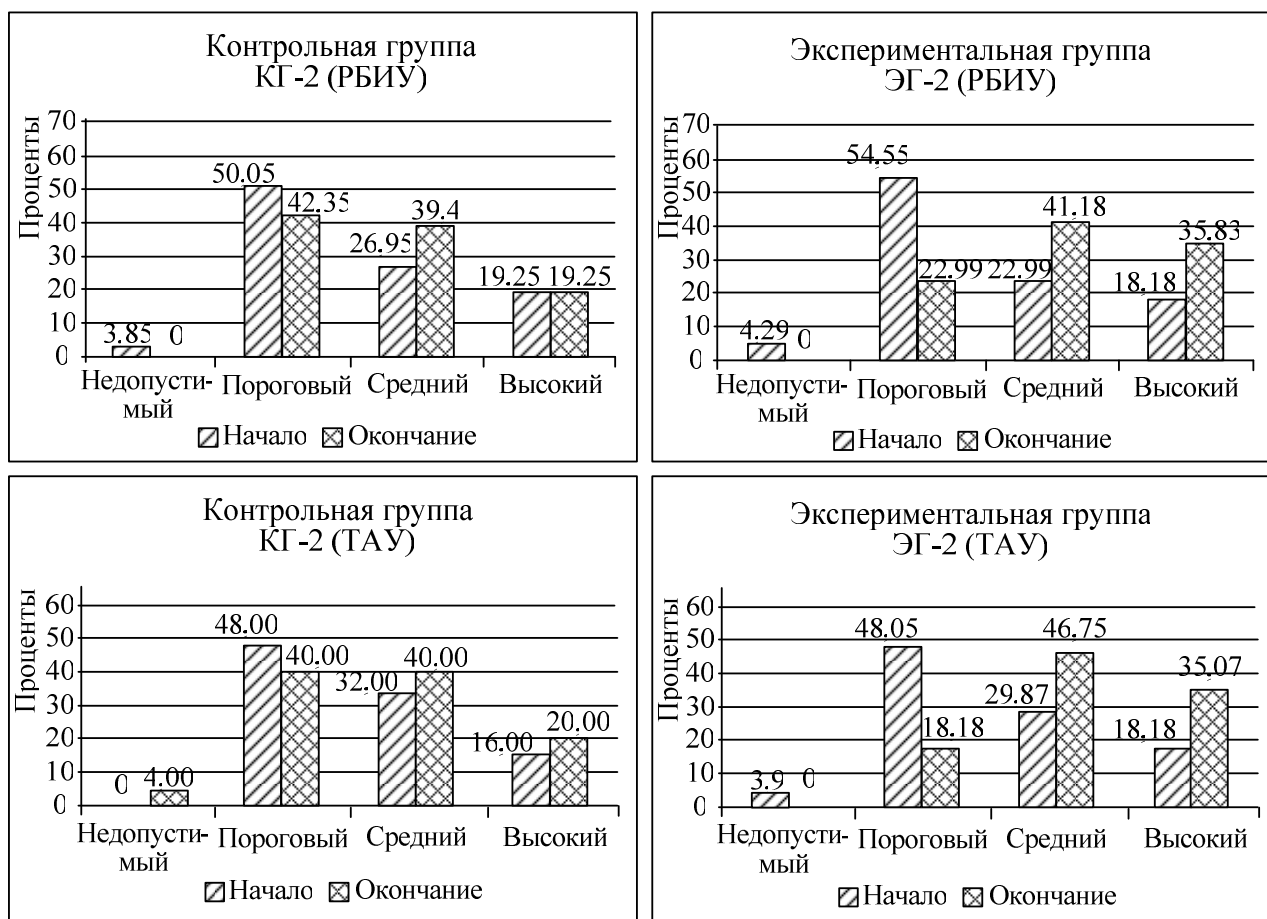 Контрольная группа
КГ-2 (РБИУ)
Проценты
70
60
50
40
30
20
10
0
3.85 0
50.05
42.35
26.95
39.4
19.25 19.25
Недопусти-
мый
Пороговый Средний Высокий
Начало Окончание
Экспериментальная группа
ЭГ-2 (РБИУ)
Проценты
70
60
50
40
30
20
10
0
4.29 0
54.55
22.99
22.99
41.18
18.18
35.83
Недопусти-
мый
Пороговый Средний Высокий
Начало Окончание
Контрольная группа
КГ-2 (ТАУ)
Проценты
60
50
40
30
20
10
0
0 4.00
48.00
40.00
32.00
40.00
16.00
20.00
Недопусти-
мый
Пороговый Средний Высокий
Начало Окончание
Экспериментальная группа
ЭГ-2 (ТАУ)
Проценты
60
50
40
30
20
10
0
3.9 0
48.05
18.18
29.87
46.75
18.18
35.07
Недопусти-
мый
Пороговый Средний Высокий
Начало Окончание